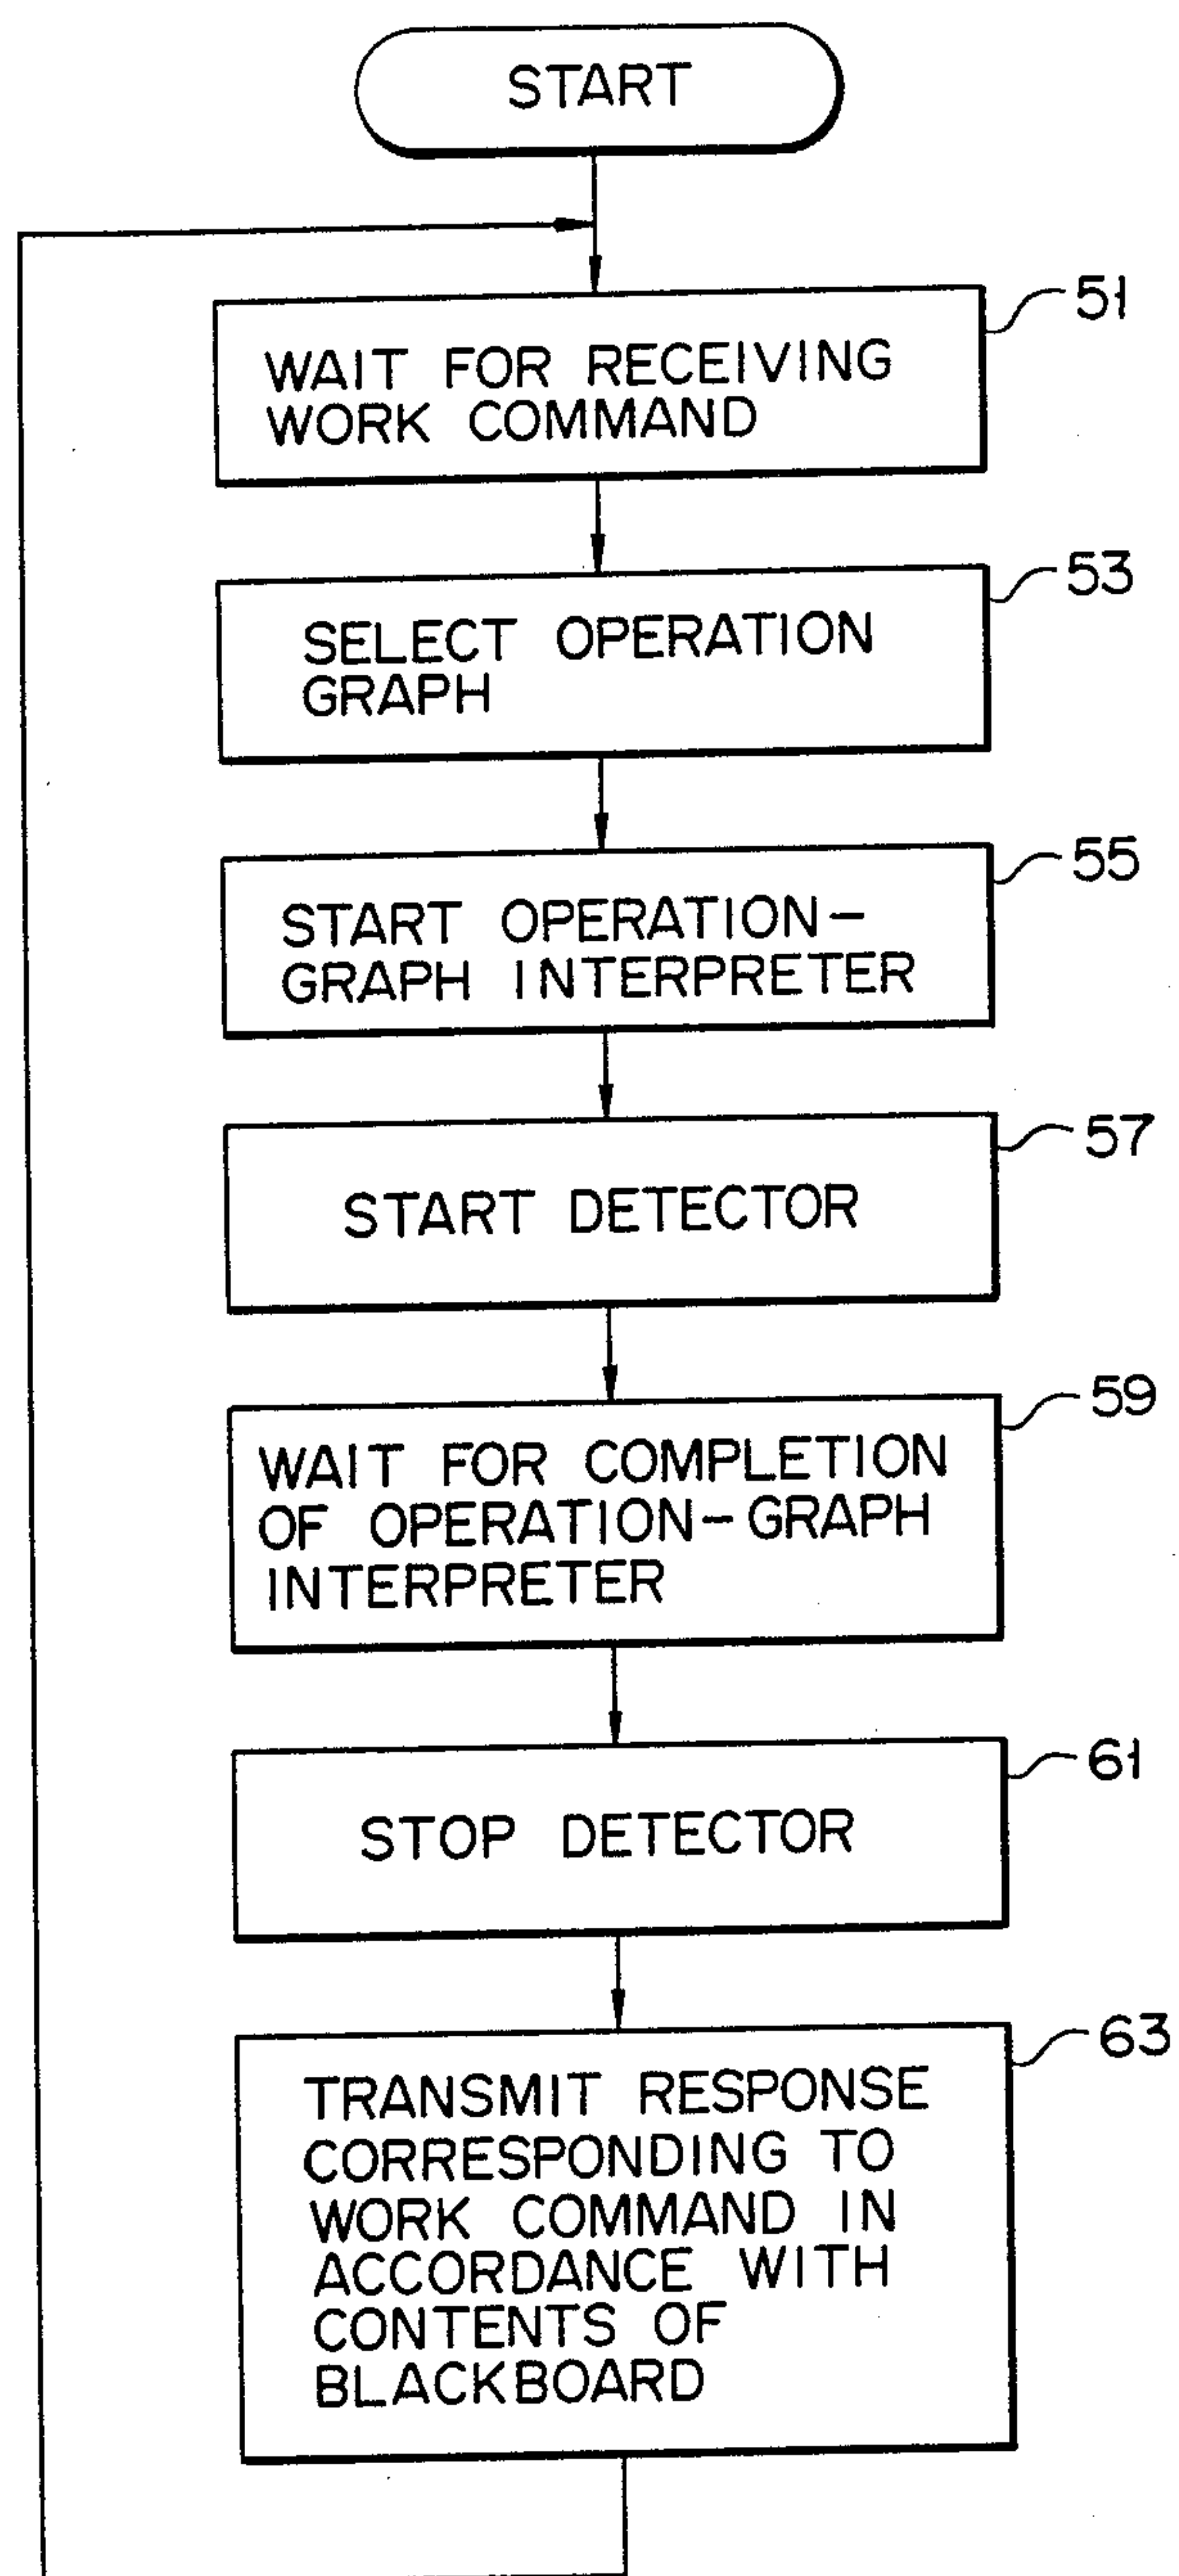 START
51
WAIT FOR RECEIVING
WORK COMMAND
53
SELECT OPERATION
GRAPH
55
START OPERATION-
GRAPH INTERPRETER
57
START DETECTOR
59
WAIT FOR COMPLETION
OF OPERATION-GRAPH
INTERPRETER
61
STOP DETECTOR
63
TRANSMIT RESPONSE
CORRESPONDING TO
WORK COMMAND IN
ACCORDANCE WITH
CONTENTS OF
BLACKBOARD